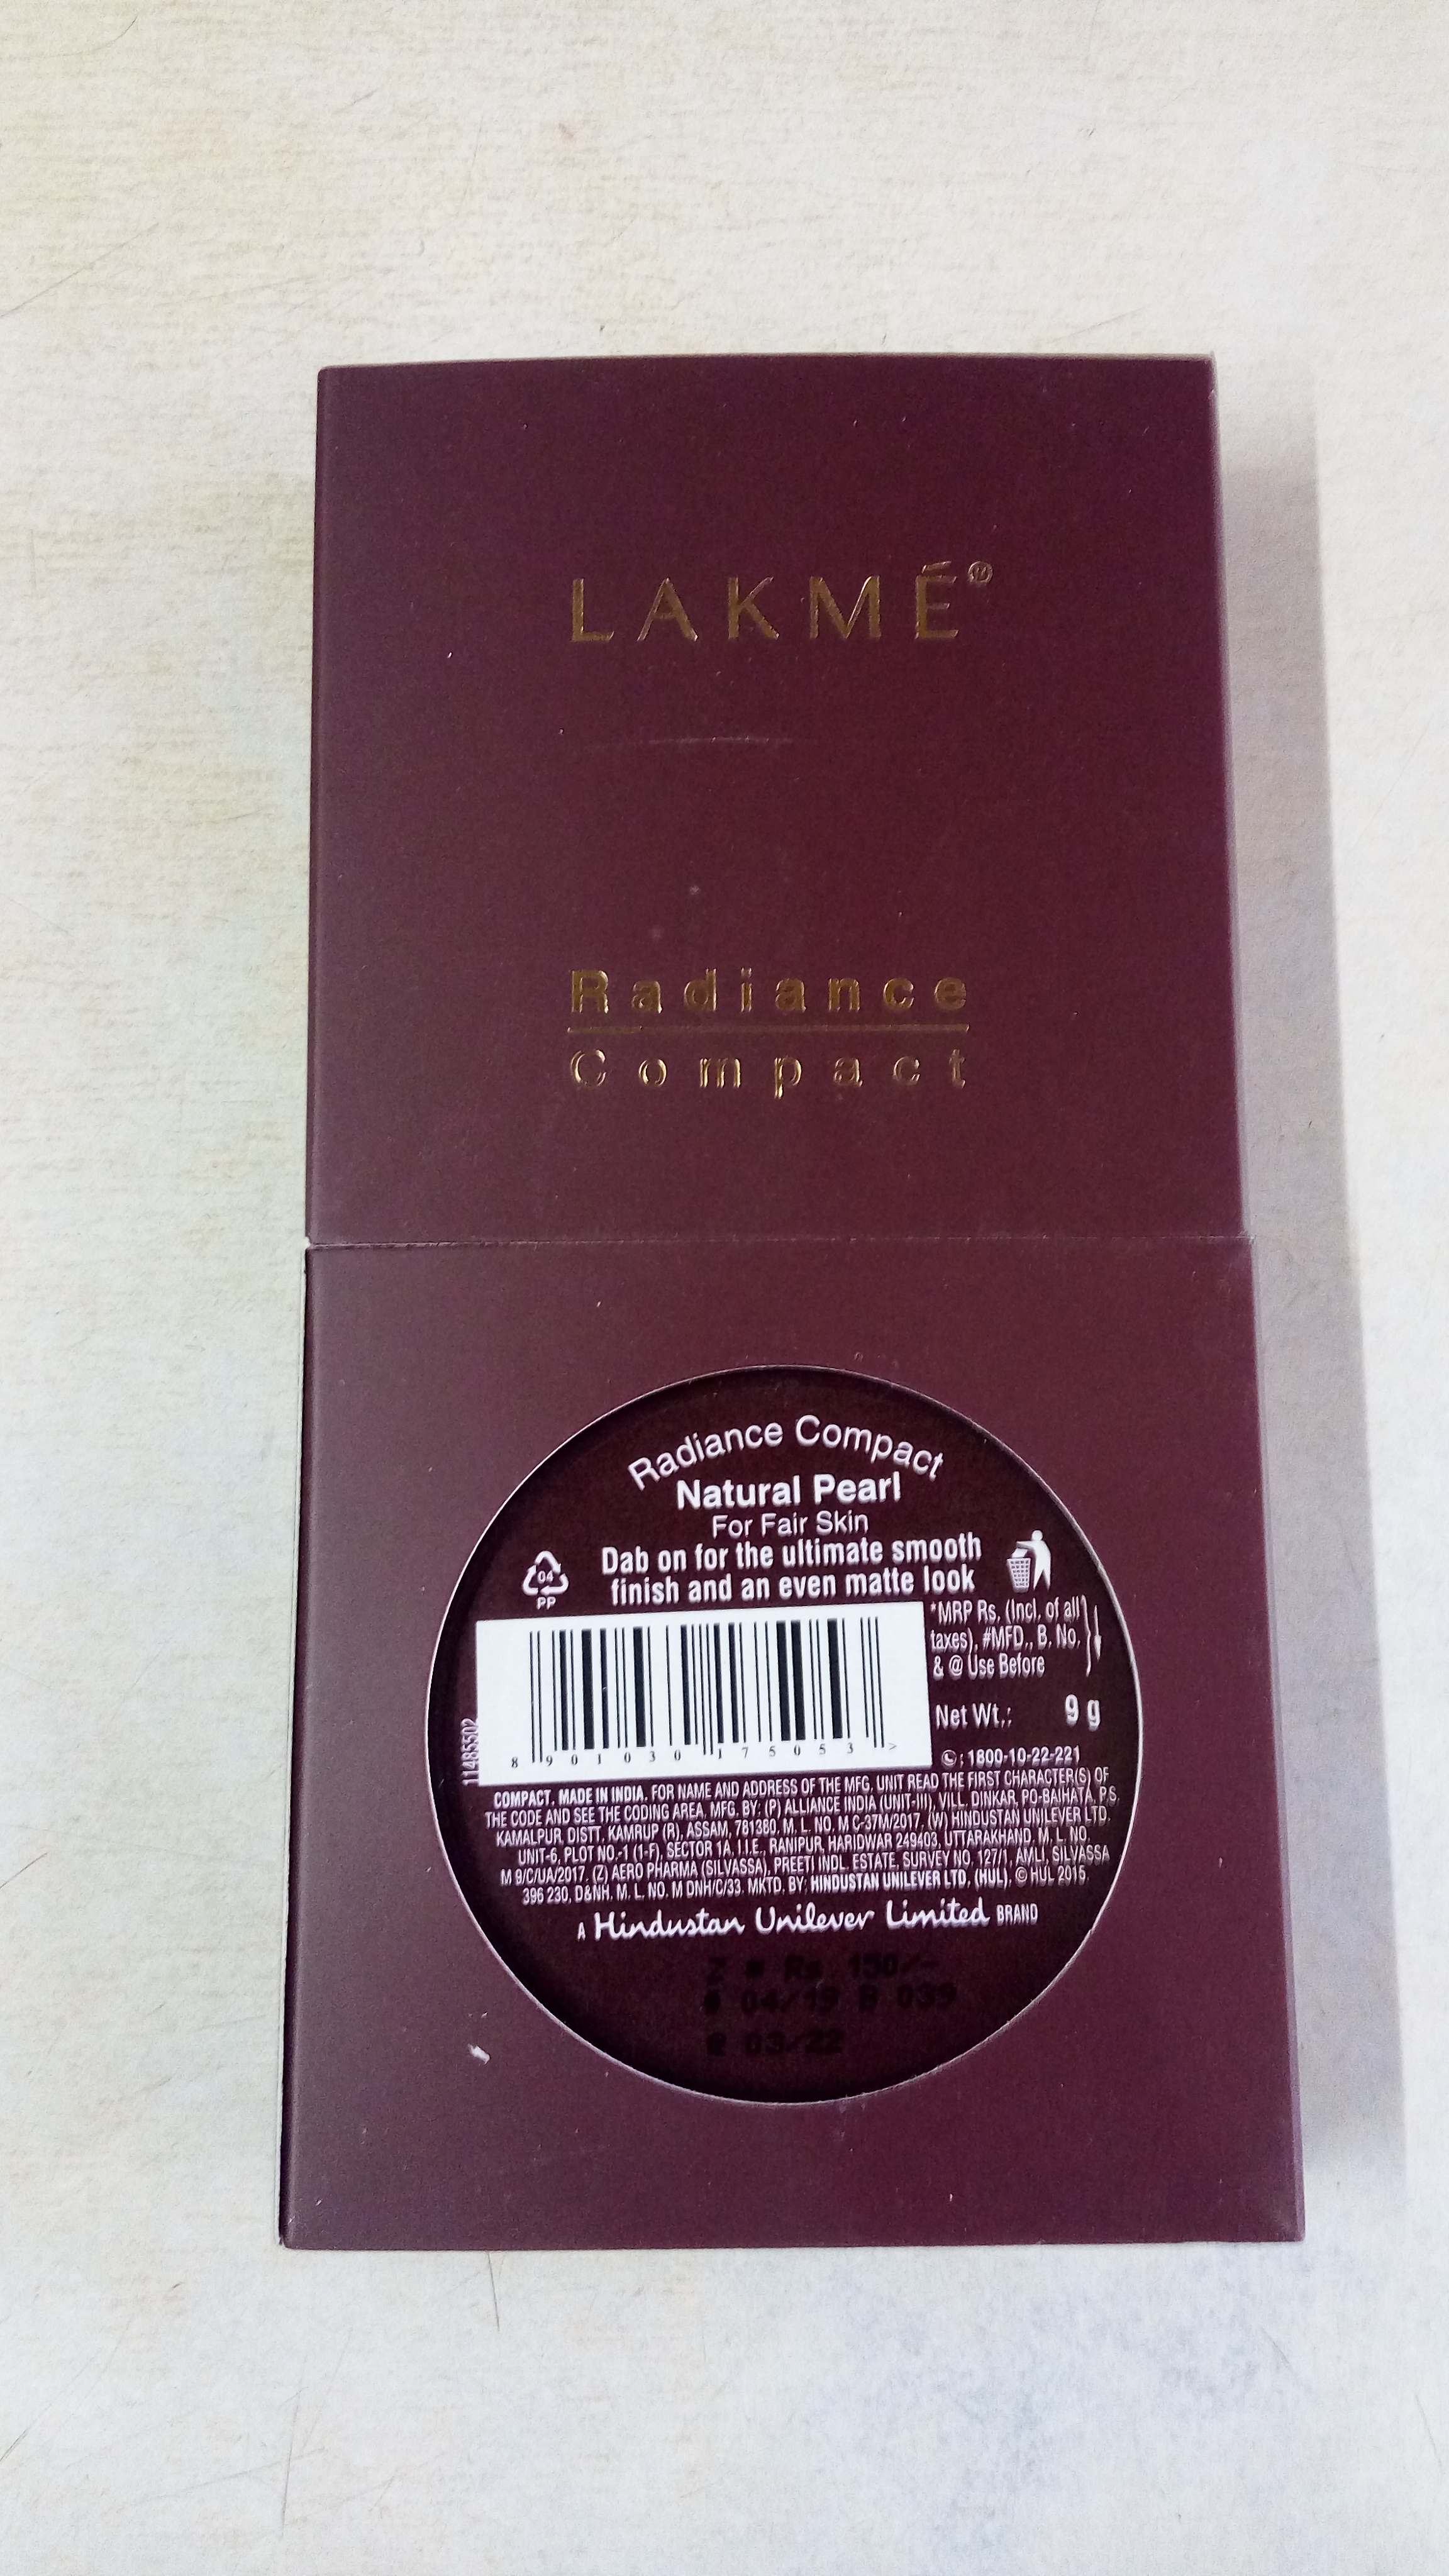 LAKMÉ®
Radiance
Compact
Radiance Compact
Natural Pearl
For Fair Skin
Dab on for the ultimate smooth
finish and an even matte look
04
PP
*MRP Rs. (Incl. of all
taxes), #MFD., B. No.
& @ Use Before
Net Wt.: 9 g
11485502
8 901030 175053 >
: 1800-10-22-221
COMPACT. MADE IN INDIA. FOR NAME AND ADDRESS OF THE MFG. UNIT READ THE FIRST CHARACTER(S) OF
THE CODE AND SEE THE CODING AREA. MFG. BY: (P) ALLIANCE INDIA (UNIT-III), VILL. DINKAR, PO-BAIHATA, P.S.
KAMALPUR, DISTT. KAMRUP (R), ASSAM, 781380. M. L. NO. M C-37M/2017. (W) HINDUSTAN UNILEVER LTD.
UNIT-6, PLOT NO.-1 (1-F), SECTOR 1A, I.I.E., RANIPUR, HARIDWAR 249403, UTTARAKHAND. M. L. NO.
M 9/C/UA/2017. (Z) AERO PHARMA (SILVASSA), PREETI INDL. ESTATE, SURVEY NO. 127/1, AMLI, SILVASSA
396 230, D&NH. M. L. NO. M DNH/C/33. MKTD. BY: HINDUSTAN UNILEVER LTD. (HUL). © HUL 2015.
A Hindustan Unilever Limited BRAND
Z * Rs. 150/-
# 04/19 B 039
@ 03/22